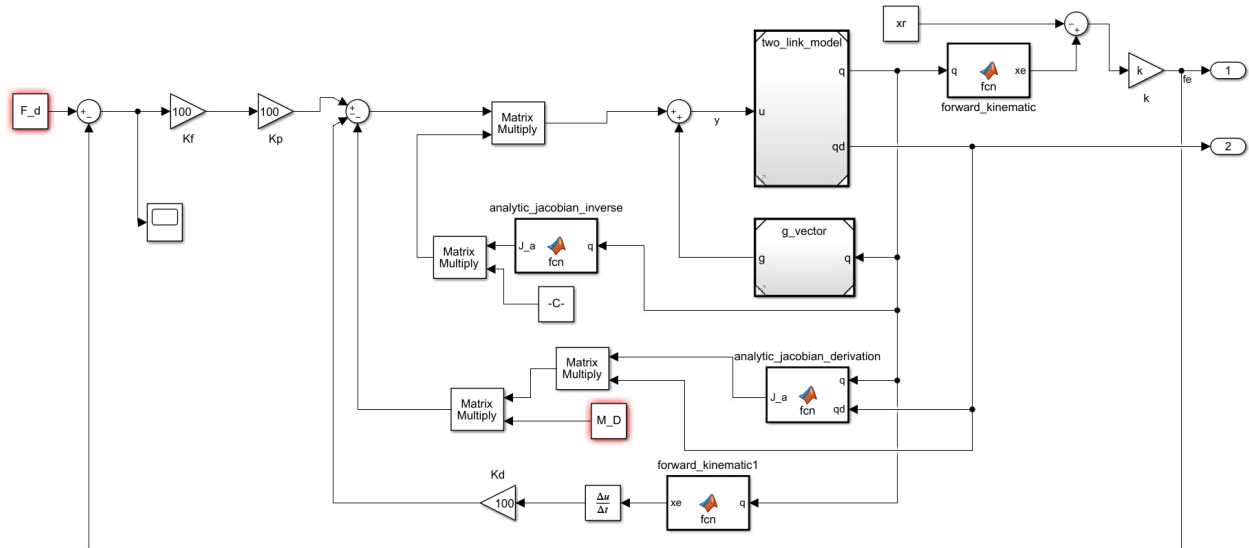 xr
two_link_model
q
u
qd
q
fcn
xe
forward_kinematic
k
k
fe
1
2
F_d
100
Kf
100
Kp
Matrix
Multiply
y
analytic_jacobian_inverse
J_a
fcn
q
Matrix
Multiply
-C-
g_vector
g
q
analytic_jacobian_derivation
J_a
fcn
q
qd
Matrix
Multiply
Matrix
Multiply
M_D
forward_kinematic1
xe
fcn
q
Δu
Δt
Kd
100